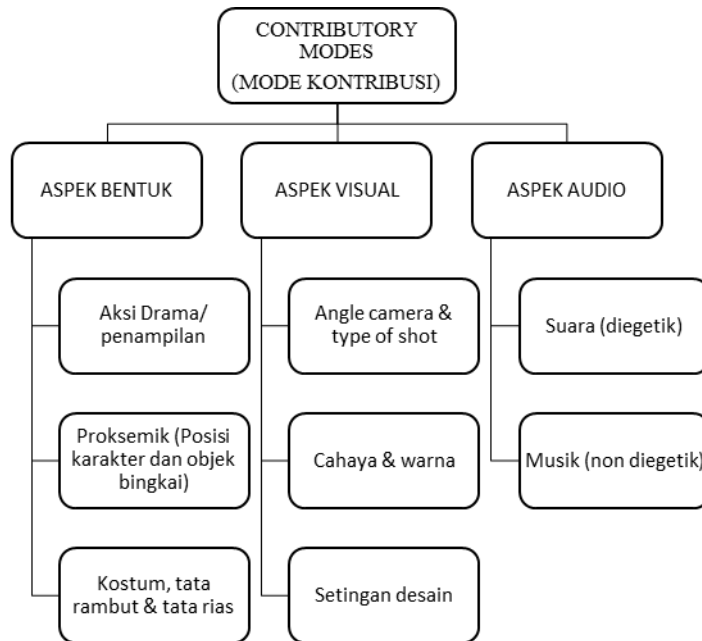 CONTRIBUTORY
MODES
(MODE KONTRIBUSI)
ASPEK BENTUK
ASPEK VISUAL
ASPEK AUDIO
Aksi Drama/
penampilan
Angle camera &
type of shot
Suara (diegetik)
Proksemik (Posisi
karakter dan objek
bingkai)
Cahaya & warna
Musik (non diegetik)
Kostum, tata
rambut & tata rias
Setingan desain